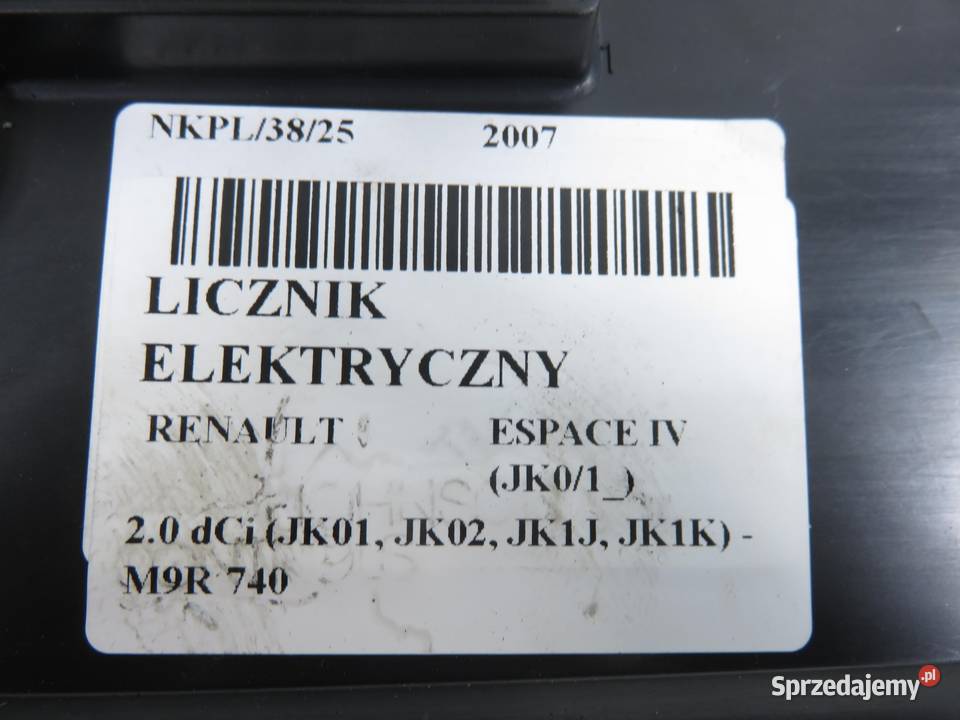 1
NKPL/38/25 2007
LICZNIK
ELEKTRYCZNY
RENAULT ESPACE IV
(JK0/1_)
2.0 dCi (JK01, JK02, JK1J, JK1K) -
M9R 740
Sprzedajemy.pl